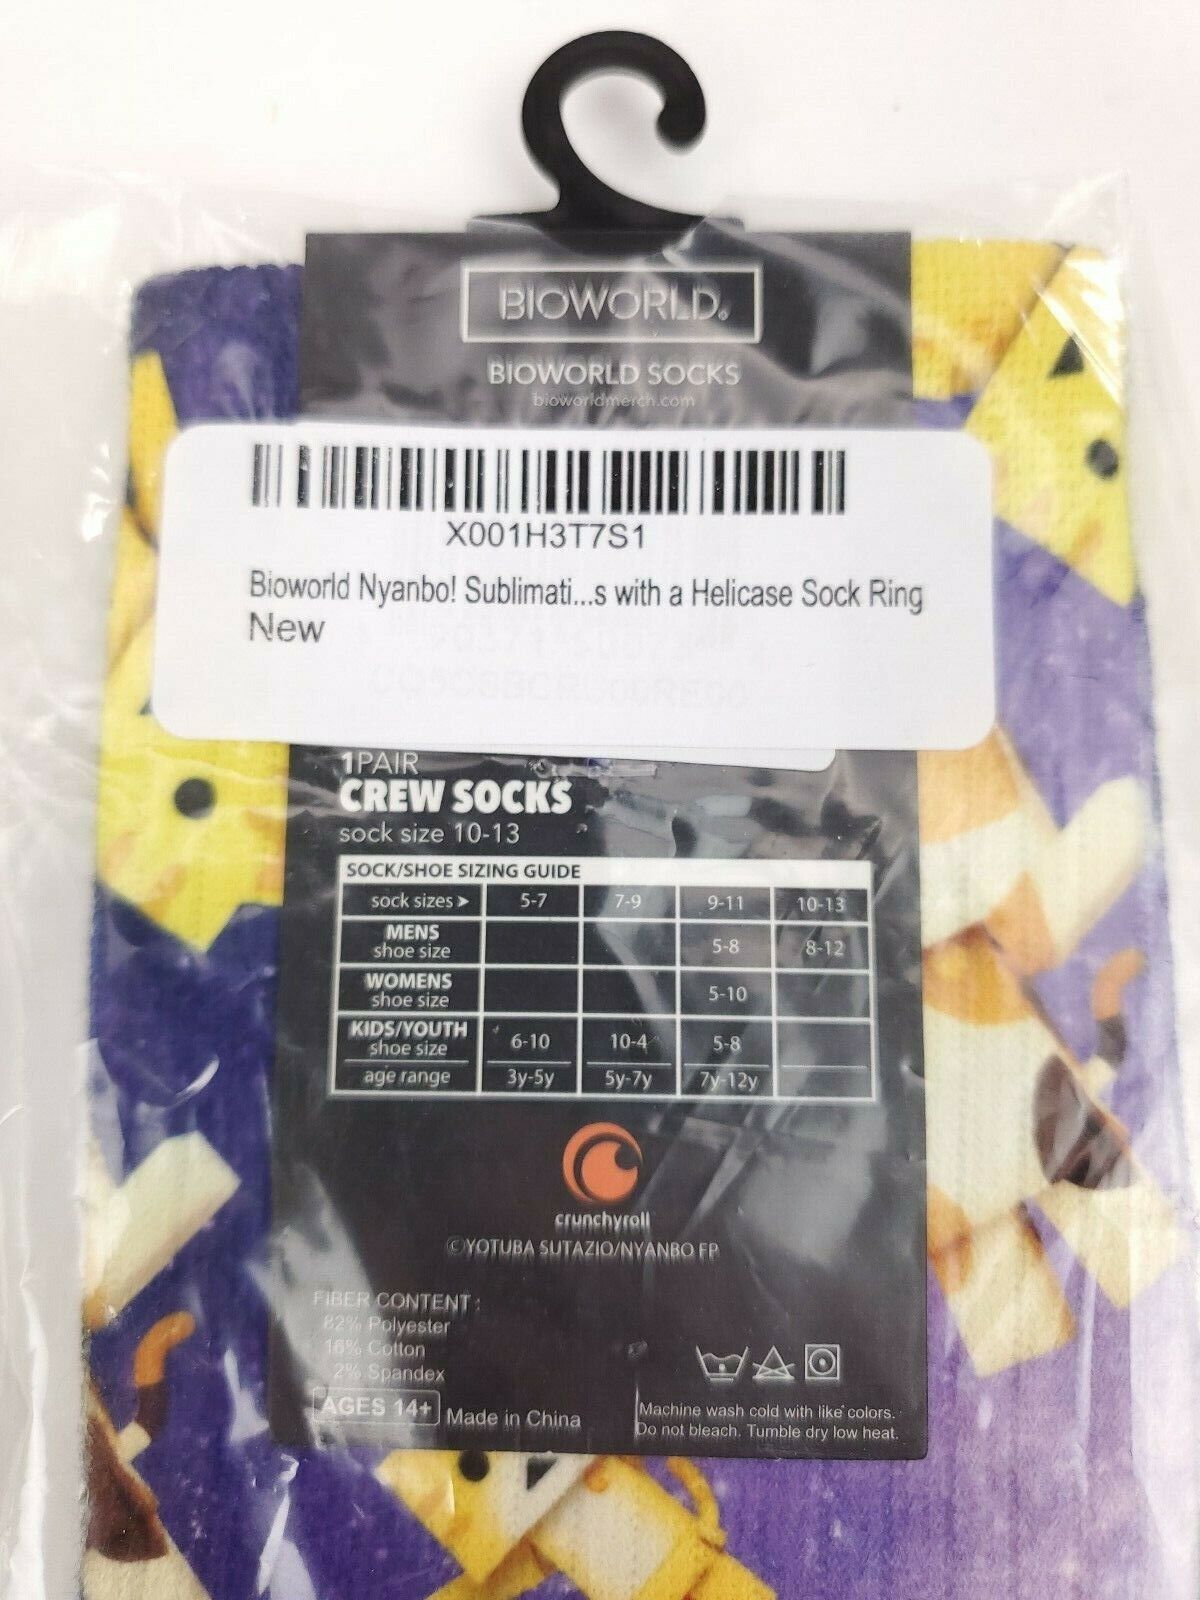 BIOWORLD®
BIOWORLD SOCKS
bioworldmerch.com
X001H3T7S1
Bioworld Nyanbo! Sublimati...s with a Helicase Sock Ring
New
1PAIR
CREW SOCKS
sock size 10-13
SOCK/SHOE SIZING GUIDE
sock sizes ➤ 5-7 7-9 9-11 10-13
MENS
shoe size 5-8 8-12
WOMENS
shoe size 5-10
KIDS/YOUTH
shoe size 6-10 10-4 5-8
age range 3y-5y 5y-7y 7y-12y
crunchyroll
©YOTUBA SUTAZIO/NYANBO FP
FIBER CONTENT:
82% Polyester
16% Cotton
2% Spandex
AGES 14+ Made in China
Machine wash cold with like colors.
Do not bleach. Tumble dry low heat.